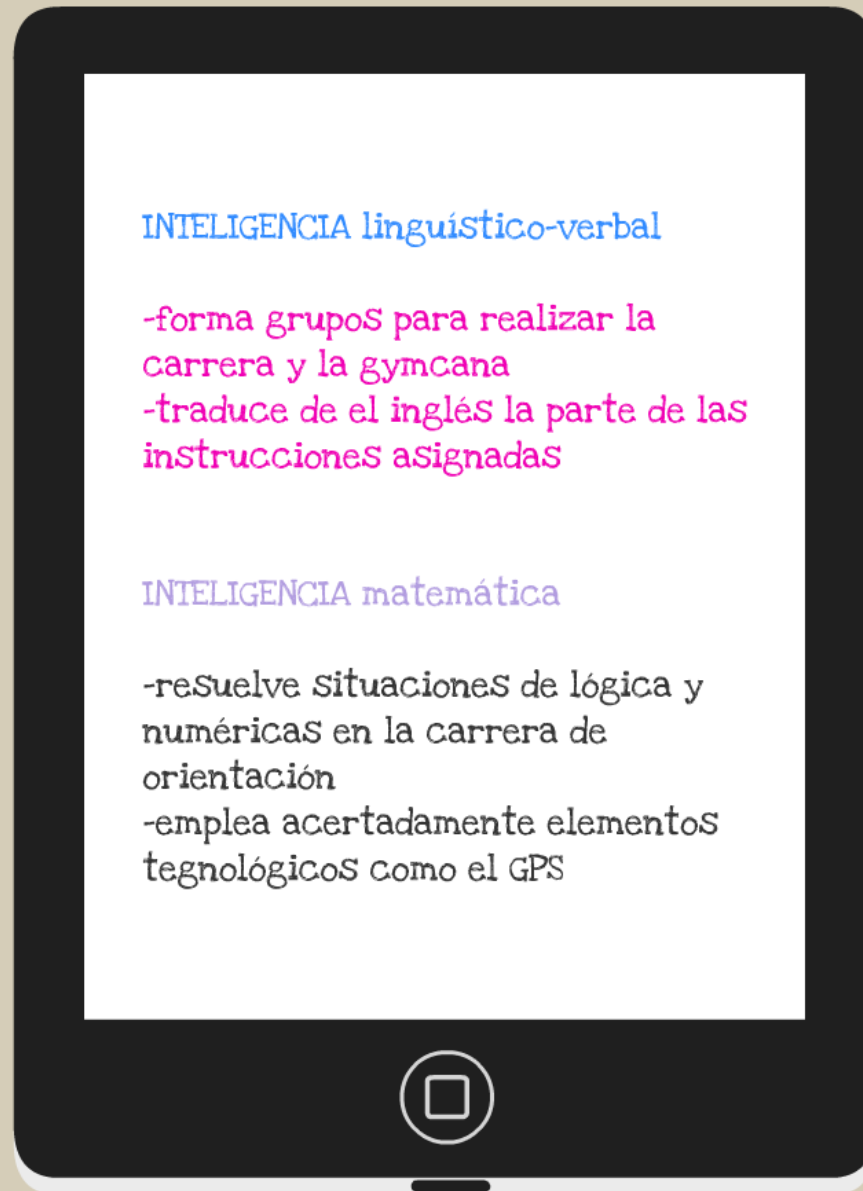 INTELIGENCIA linguístico-verbal
-forma grupos para realizar la
carrera y la gymcana
-traduce de el inglés la parte de las
instrucciones asignadas
INTELIGENCIA matemática
-resuelve situaciones de lógica y
numéricas en la carrera de
orientación
-emplea acertadamente elementos
tegnológicos como el GPS